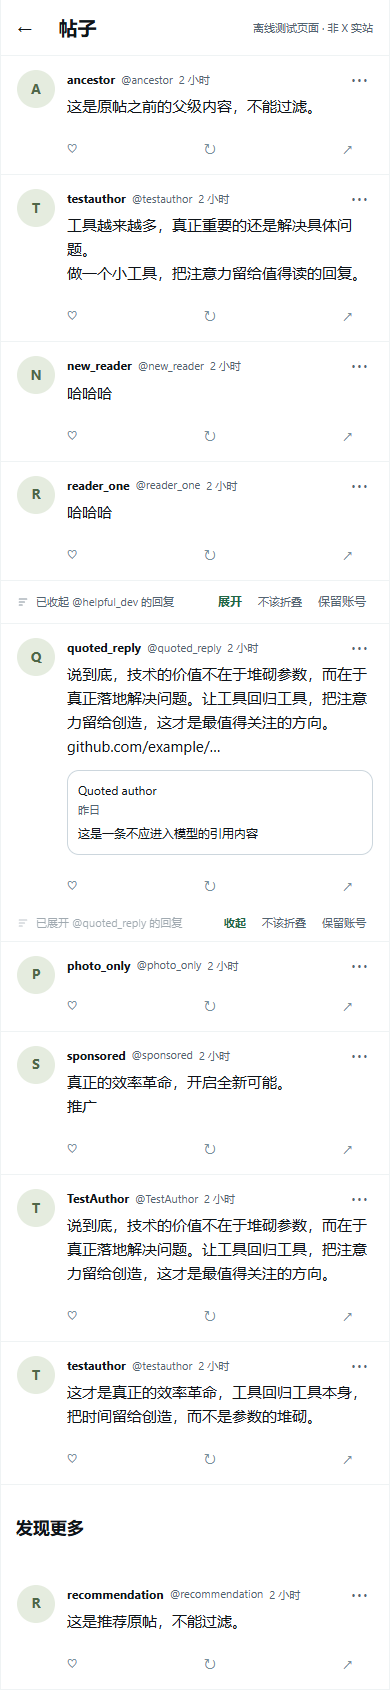 ← 帖子 离线测试页面 · 非 X 实站
A ancestor @ancestor 2 小时 ···
这是原帖之前的父级内容，不能过滤。
♡ ↻ ↗
T testauthor @testauthor 2 小时 ···
工具越来越多，真正重要的还是解决具体问
题。
做一个小工具，把注意力留给值得读的回复。
♡ ↻ ↗
N new_reader @new_reader 2 小时 ···
哈哈哈
♡ ↻ ↗
R reader_one @reader_one 2 小时 ···
哈哈哈
♡ ↻ ↗
已收起 @helpful_dev 的回复 展开 不该折叠 保留账号
Q quoted_reply @quoted_reply 2 小时 ···
说到底，技术的价值不在于堆砌参数，而在于
真正落地解决问题。让工具回归工具，把注意
力留给创造，这才是最值得关注的方向。
github.com/example/...
Quoted author
昨日
这是一条不应进入模型的引用内容
♡ ↻ ↗
已展开 @quoted_reply 的回复 收起 不该折叠 保留账号
P photo_only @photo_only 2 小时 ···
♡ ↻ ↗
S sponsored @sponsored 2 小时 ···
真正的效率革命，开启全新可能。
推广
♡ ↻ ↗
T TestAuthor @TestAuthor 2 小时 ···
说到底，技术的价值不在于堆砌参数，而在于
真正落地解决问题。让工具回归工具，把注意
力留给创造，这才是最值得关注的方向。
♡ ↻ ↗
T testauthor @testauthor 2 小时 ···
这才是真正的效率革命，工具回归工具本身，
把时间留给创造，而不是参数的堆砌。
♡ ↻ ↗
发现更多
R recommendation @recommendation 2 小时 ···
这是推荐原帖，不能过滤。
♡ ↻ ↗